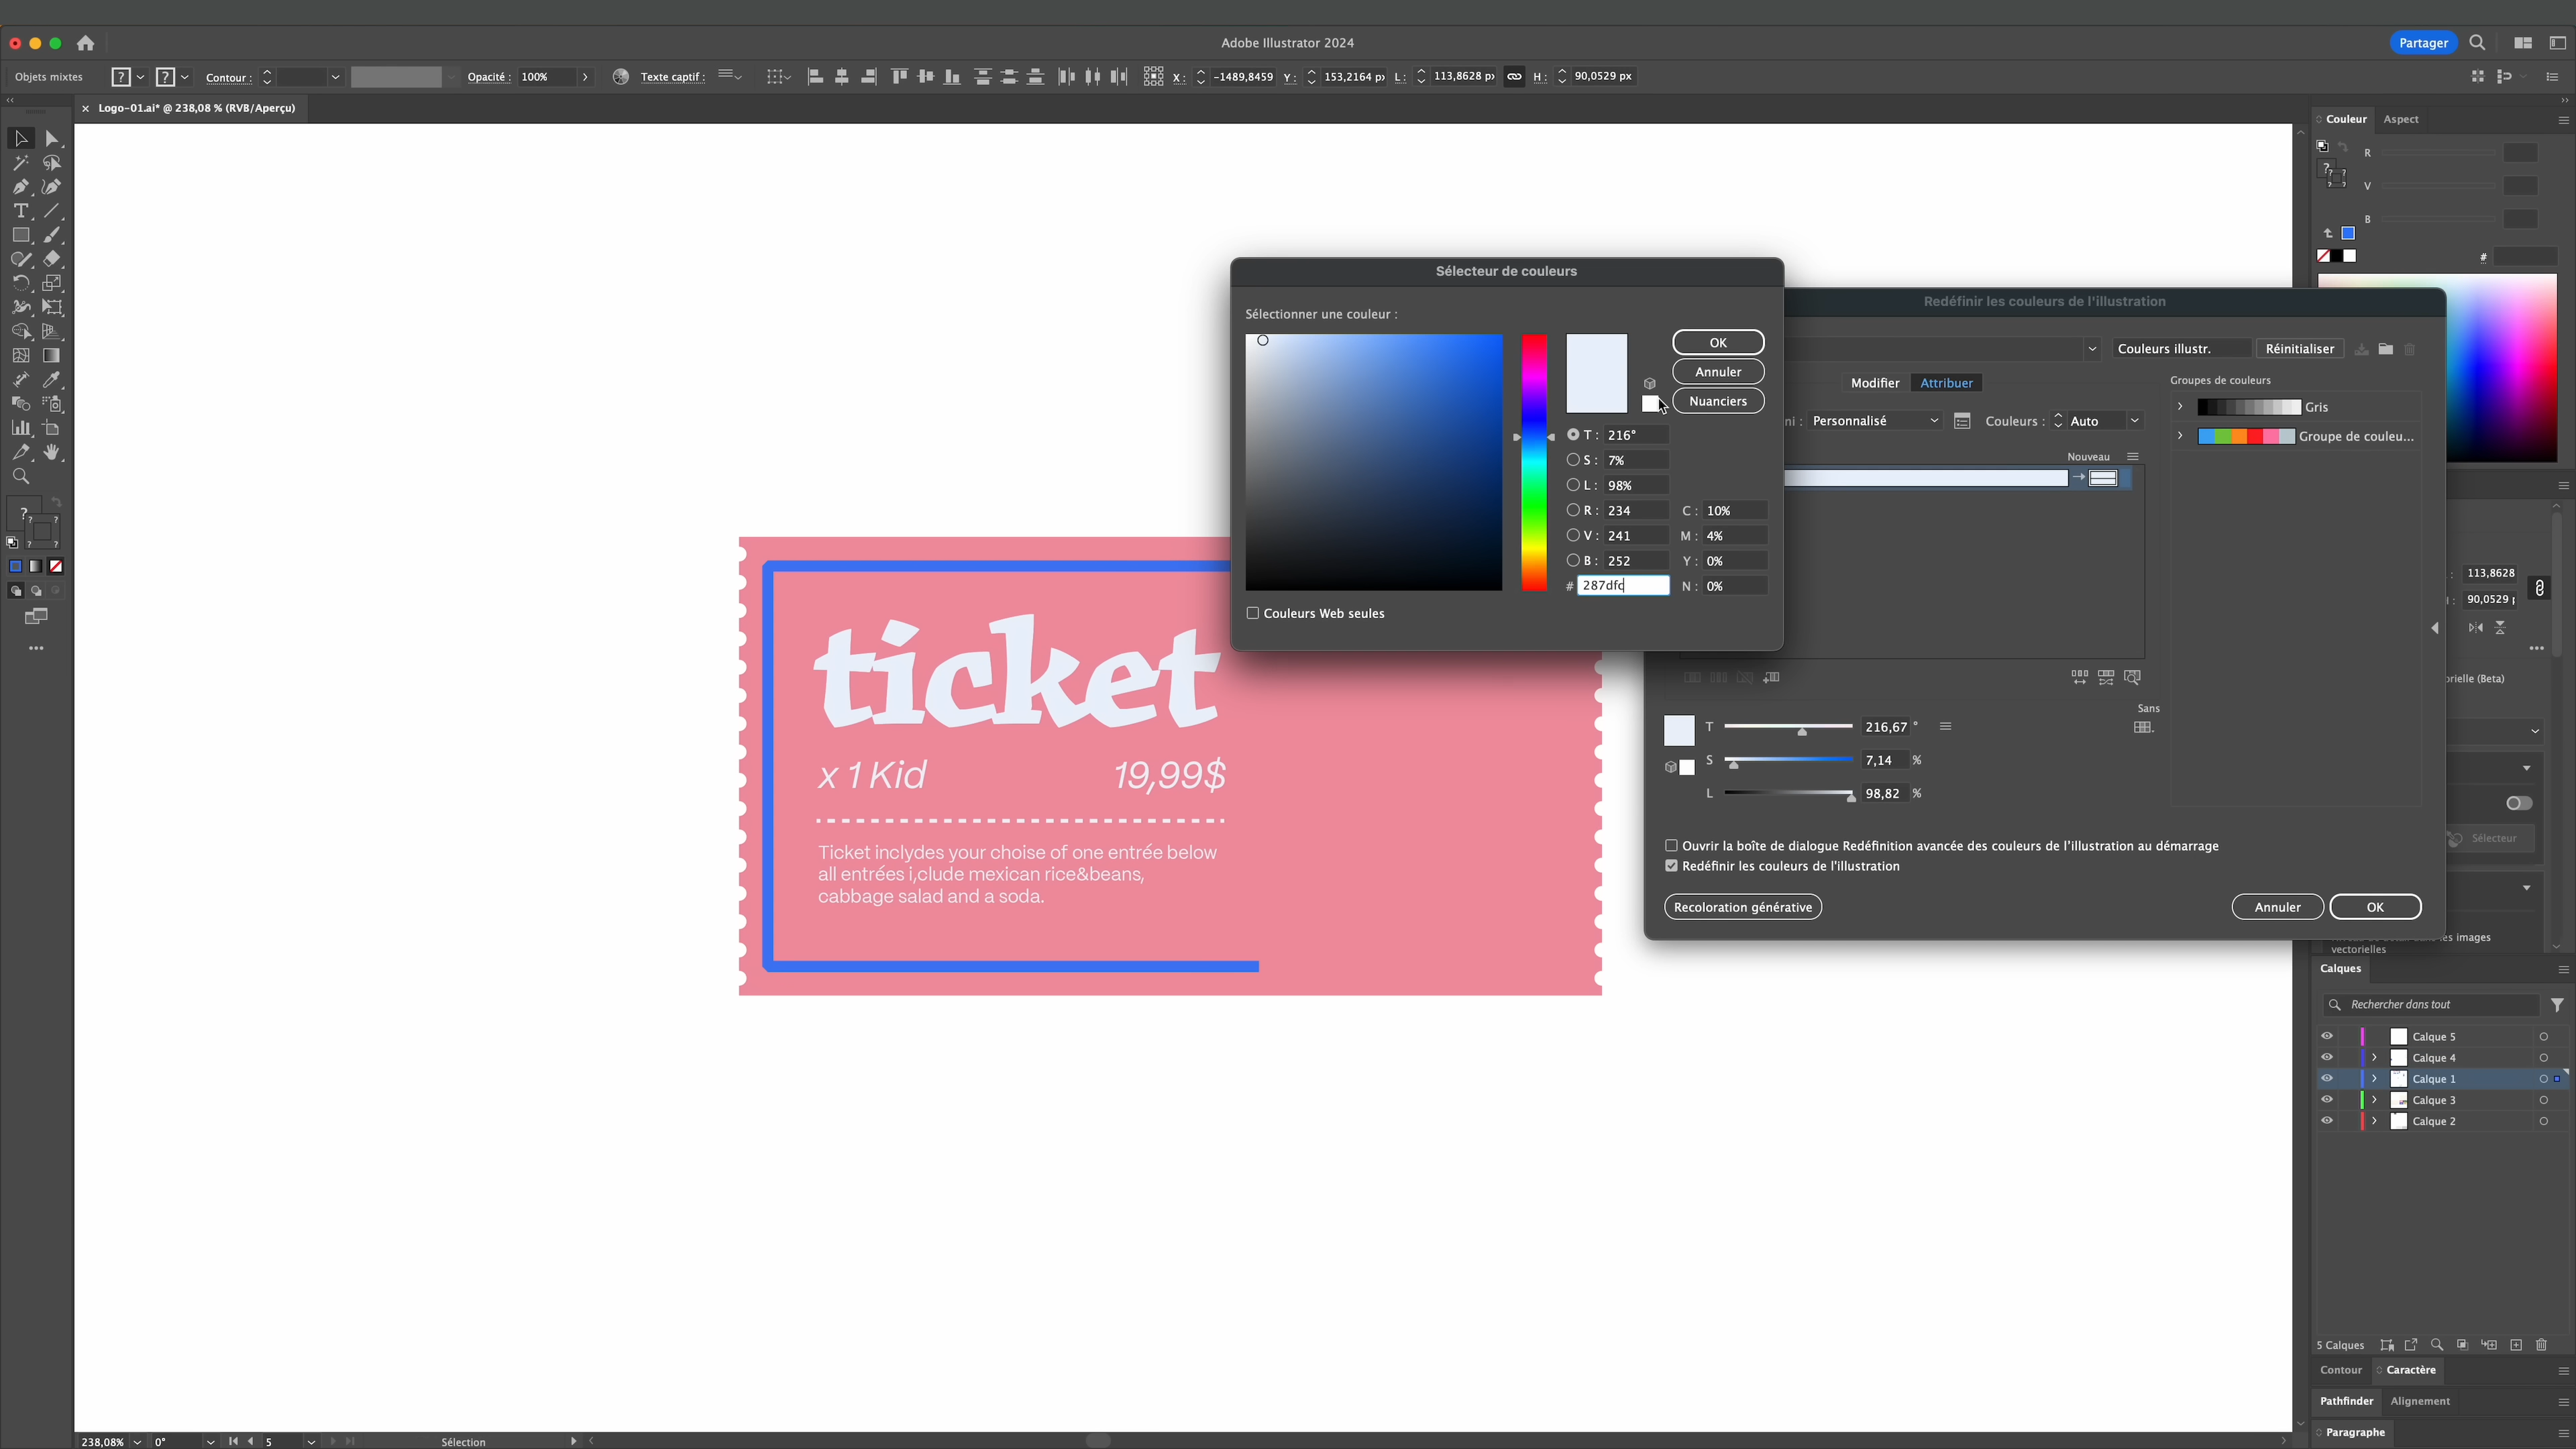 Adobe Illustrator 2024
Partager
Objets mixtes
?
?
Contour :
Opacité :
100%
Texte captif :
X :
-1489,8459
Y :
153,2164 p
L :
113,8628 p
H :
90,0529 px
× Logo-01.ai* @ 238,08 % (RVB/Aperçu)
Couleur
Aspect
R
V
B
#
Sélecteur de couleurs
Sélectionner une couleur :
OK
Annuler
Nuanciers
T : 216°
S : 7%
L : 98%
R : 234
C : 10%
V : 241
M : 4%
B : 252
Y : 0%
# 287dfc
N : 0%
Couleurs Web seules
Redéfinir les couleurs de l'illustration
Couleurs illustr.
Réinitialiser
Modifier
Attribuer
Groupes de couleurs
Gris
Groupe de couleu...
ni :
Personnalisé
Couleurs :
Auto
Nouveau
Sans
T
216,67 °
S
7,14 %
L
98,82 %
Ouvrir la boîte de dialogue Redéfinition avancée des couleurs de l'illustration au démarrage
Redéfinir les couleurs de l'illustration
Recoloration générative
Annuler
OK
ticket
x 1 Kid
19,99$
Ticket inclydes your choise of one entrée below
all entrées i,clude mexican rice&beans,
cabbage salad and a soda.
113,8628
90,0529
rielle (Beta)
Sélecteur
es images
vectorielles
Calques
Rechercher dans tout
Calque 5
Calque 4
Calque 1
Calque 3
Calque 2
5 Calques
Contour
Caractère
Pathfinder
Alignement
Paragraphe
238,08%
0°
5
Sélection